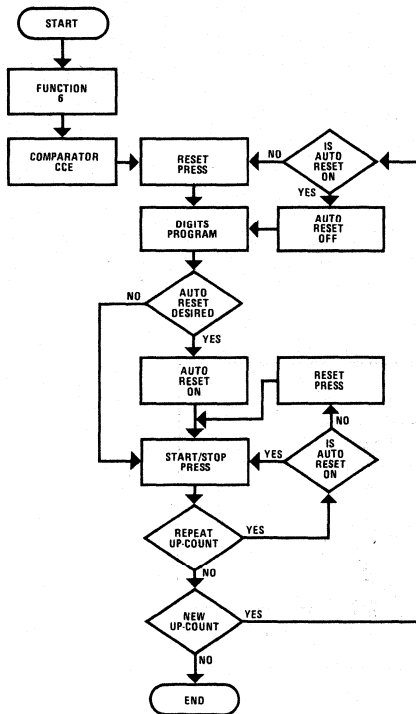 START
FUNCTION
6
COMPARATOR
CCE
RESET
PRESS
NO
IS
AUTO
RESET
ON
YES
DIGITS
PROGRAM
AUTO
RESET
OFF
NO
AUTO
RESET
DESIRED
YES
AUTO
RESET
ON
RESET
PRESS
NO
START/STOP
PRESS
YES
IS
AUTO
RESET
ON
REPEAT
UP-COUNT
YES
NO
NEW
UP-COUNT
YES
NO
END